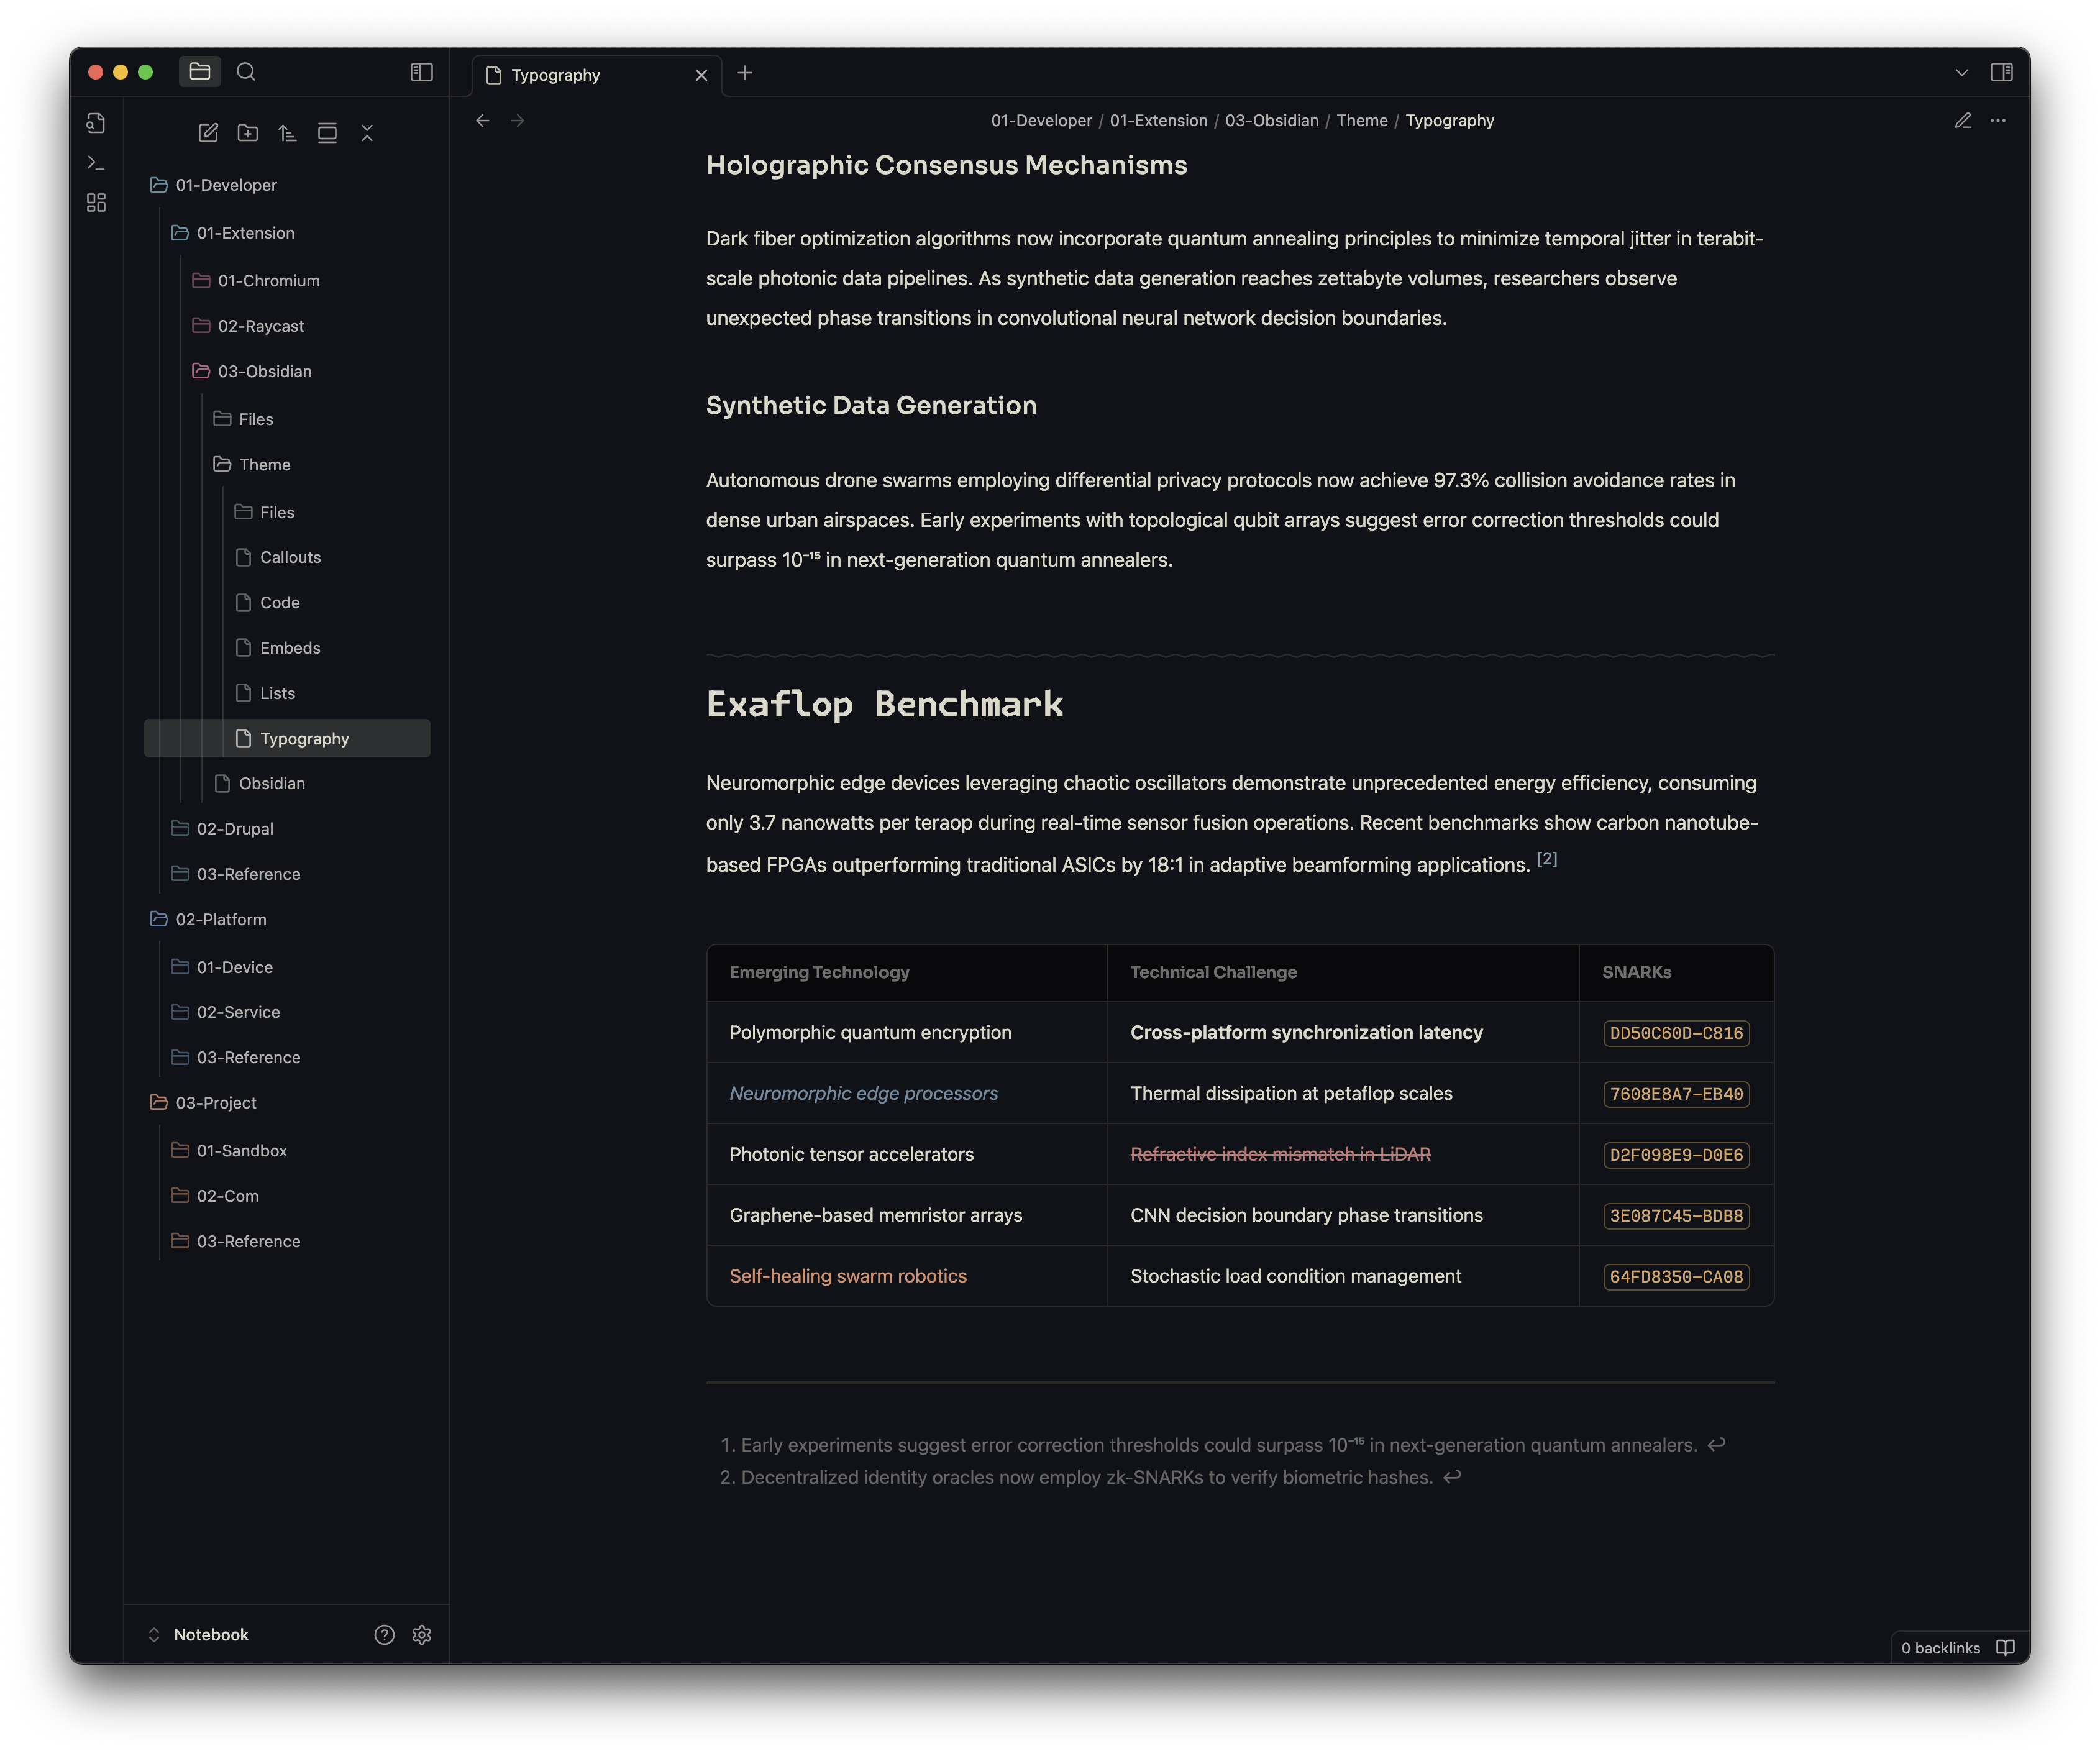 Typography
01-Developer / 01-Extension / 03-Obsidian / Theme / Typography
01-Developer
01-Extension
01-Chromium
02-Raycast
03-Obsidian
Files
Theme
Files
Callouts
Code
Embeds
Lists
Typography
Obsidian
02-Drupal
03-Reference
02-Platform
01-Device
02-Service
03-Reference
03-Project
01-Sandbox
02-Com
03-Reference
Notebook
Holographic Consensus Mechanisms
Dark fiber optimization algorithms now incorporate quantum annealing principles to minimize temporal jitter in terabit-
scale photonic data pipelines. As synthetic data generation reaches zettabyte volumes, researchers observe
unexpected phase transitions in convolutional neural network decision boundaries.
Synthetic Data Generation
Autonomous drone swarms employing differential privacy protocols now achieve 97.3% collision avoidance rates in
dense urban airspaces. Early experiments with topological qubit arrays suggest error correction thresholds could
surpass 10⁻¹⁵ in next-generation quantum annealers.
Exaflop Benchmark
Neuromorphic edge devices leveraging chaotic oscillators demonstrate unprecedented energy efficiency, consuming
only 3.7 nanowatts per teraop during real-time sensor fusion operations. Recent benchmarks show carbon nanotube-
based FPGAs outperforming traditional ASICs by 18:1 in adaptive beamforming applications. [2]
Emerging Technology Technical Challenge SNARKs
Polymorphic quantum encryption Cross-platform synchronization latency DD50C60D-C816
Neuromorphic edge processors Thermal dissipation at petaflop scales 7608E8A7-EB40
Photonic tensor accelerators Refractive index mismatch in LiDAR D2F098E9-D0E6
Graphene-based memristor arrays CNN decision boundary phase transitions 3E087C45-BDB8
Self-healing swarm robotics Stochastic load condition management 64FD8350-CA08
1. Early experiments suggest error correction thresholds could surpass 10⁻¹⁵ in next-generation quantum annealers. ↩
2. Decentralized identity oracles now employ zk-SNARKs to verify biometric hashes. ↩
0 backlinks